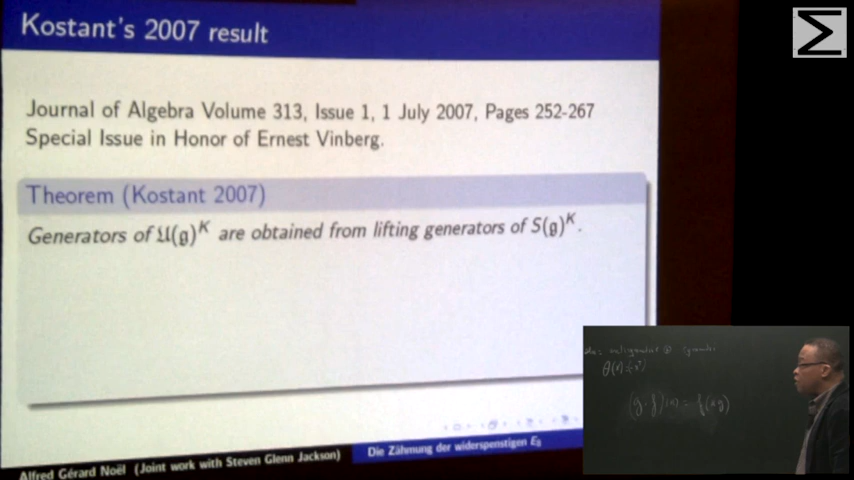 Kostant's 2007 result
Journal of Algebra Volume 313, Issue 1, 1 July 2007, Pages 252-267
Special Issue in Honor of Ernest Vinberg.
Theorem (Kostant 2007)
Generators of 𝔘(𝔤)ᴷ are obtained from lifting generators of S(𝔤)ᴷ.
(g·f)(x) = f(xg)
Alfred Gérard Noël (Joint work with Steven Glenn Jackson)
Die Zähmung der widerspenstigen E₈
Σ